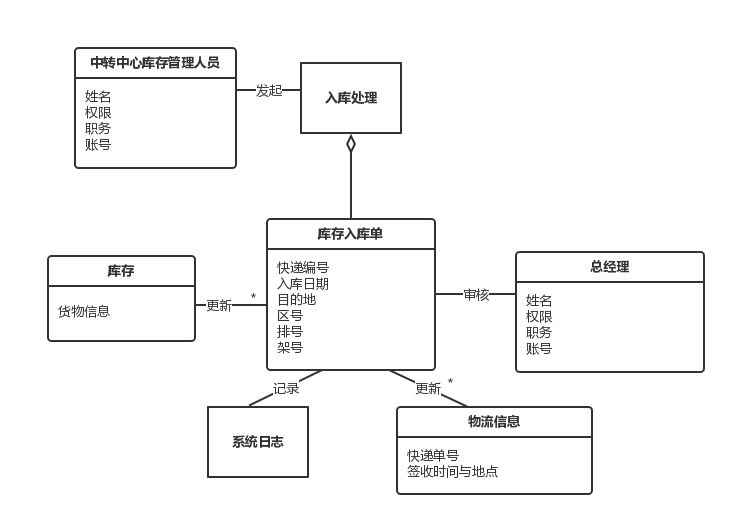 中转中心库存管理人员
姓名
权限
职务
账号
发起
入库处理
库存入库单
快递编号
入库日期
目的地
区号
排号
架号
库存
货物信息
更新
*
审核
总经理
姓名
权限
职务
账号
记录
更新
*
系统日志
物流信息
快递单号
签收时间与地点